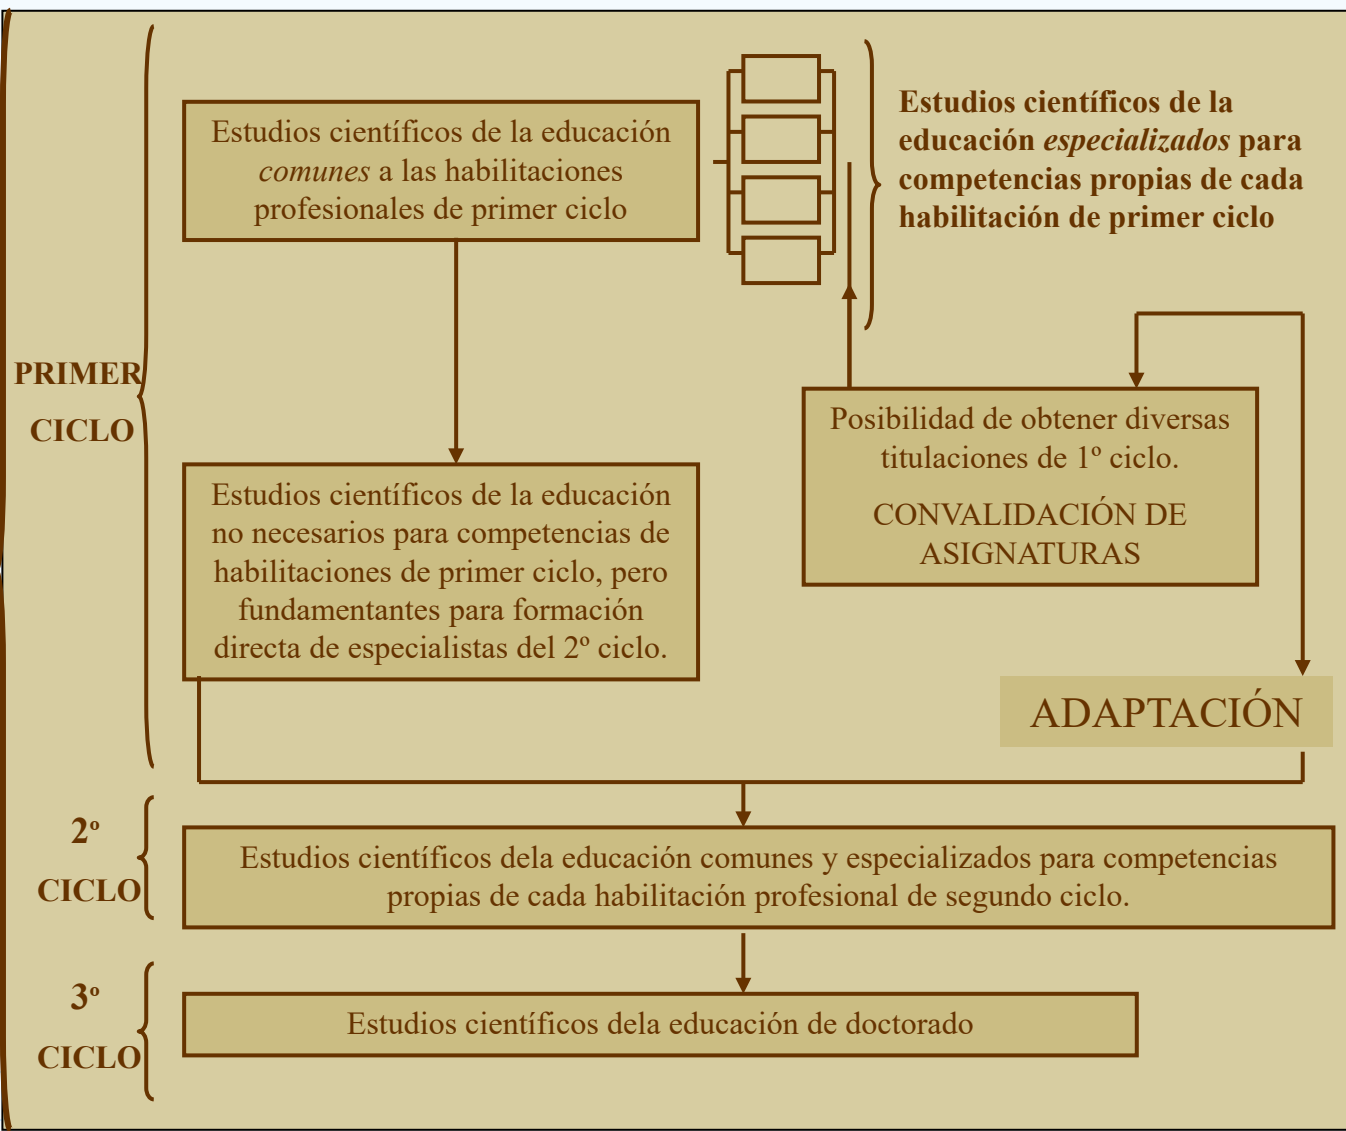 Estudios científicos de la educación
comunes a las habilitaciones
profesionales de primer ciclo
Estudios científicos de la
educación especializados para
competencias propias de cada
habilitación de primer ciclo
PRIMER
CICLO
Posibilidad de obtener diversas
titulaciones de 1º ciclo.
CONVALIDACIÓN DE
ASIGNATURAS
Estudios científicos de la educación
no necesarios para competencias de
habilitaciones de primer ciclo, pero
fundamentantes para formación
directa de especialistas del 2º ciclo.
ADAPTACIÓN
2º
CICLO
Estudios científicos dela educación comunes y especializados para competencias
propias de cada habilitación profesional de segundo ciclo.
3º
CICLO
Estudios científicos dela educación de doctorado